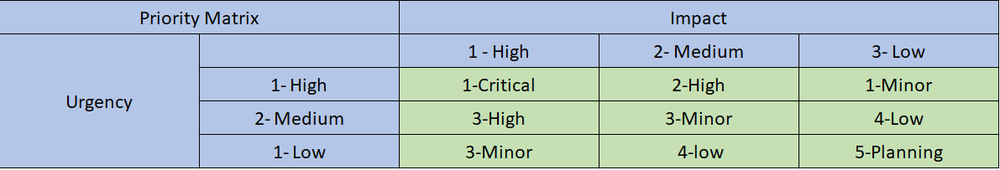 Priority Matrix Impact
1 - High 2- Medium 3- Low
Urgency
1- High 1-Critical 2-High 1-Minor
2- Medium 3-High 3-Minor 4-Low
1- Low 3-Minor 4-low 5-Planning